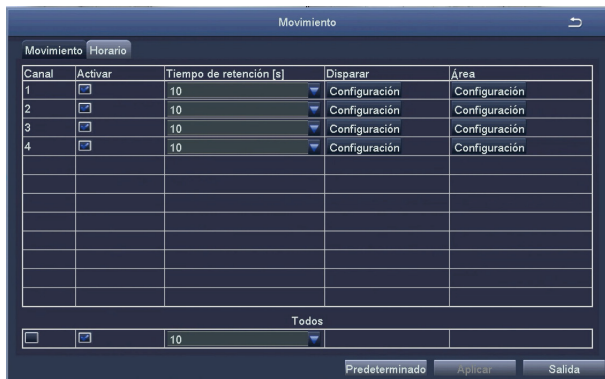 Movimiento
Movimiento Horario
Canal Activar Tiempo de retención [s] Disparar Área
1 10 Configuración Configuración
2 10 Configuración Configuración
3 10 Configuración Configuración
4 10 Configuración Configuración
Todos
10
Predeterminado Aplicar Salida